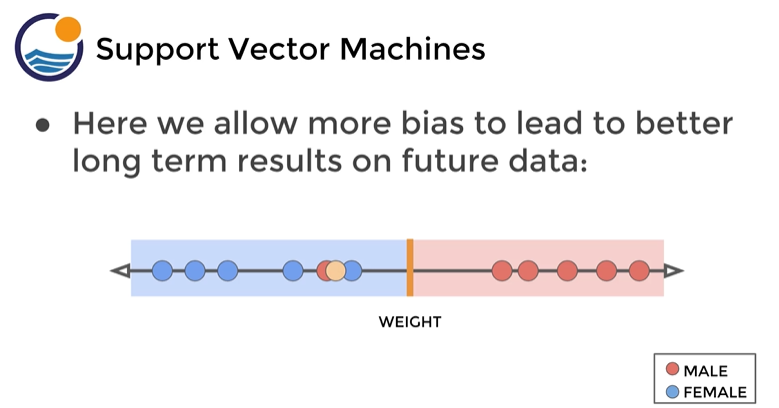 Support Vector Machines
● Here we allow more bias to lead to better
long term results on future data:
WEIGHT
MALE
FEMALE